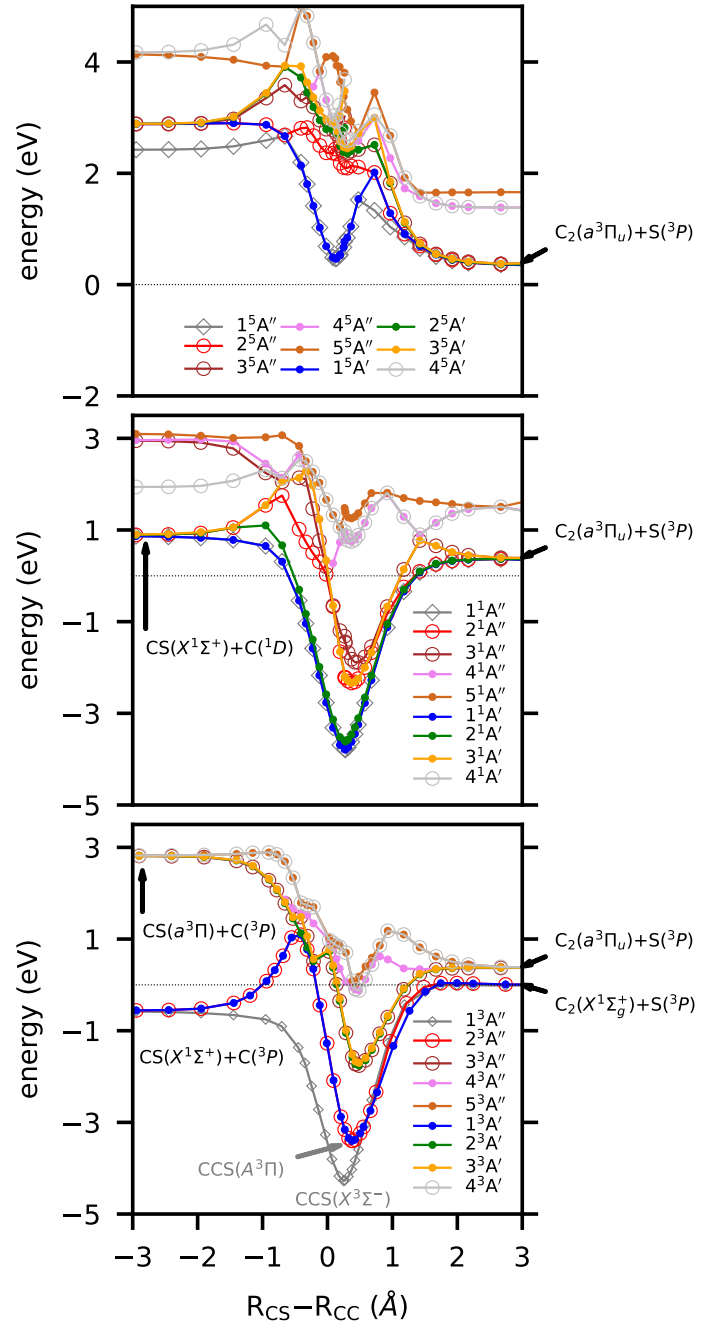 4
2
0
−2
energy (eV)
C₂(a³Πᵤ)+S(³P)
1⁵A″
2⁵A″
3⁵A″
4⁵A″
5⁵A″
1⁵A′
2⁵A′
3⁵A′
4⁵A′
3
1
−1
−3
−5
energy (eV)
C₂(a³Πᵤ)+S(³P)
CS(X¹Σ⁺)+C(¹D)
1¹A″
2¹A″
3¹A″
4¹A″
5¹A″
1¹A′
2¹A′
3¹A′
4¹A′
3
1
−1
−3
−5
energy (eV)
CS(a³Π)+C(³P)
C₂(a³Πᵤ)+S(³P)
C₂(X¹Σg⁺)+S(³P)
CS(X¹Σ⁺)+C(³P)
CCS(A³Π)
CCS(X³Σ⁻)
1³A″
2³A″
3³A″
4³A″
5³A″
1³A′
2³A′
3³A′
4³A′
−3 −2 −1 0 1 2 3
R_CS−R_CC (Å)